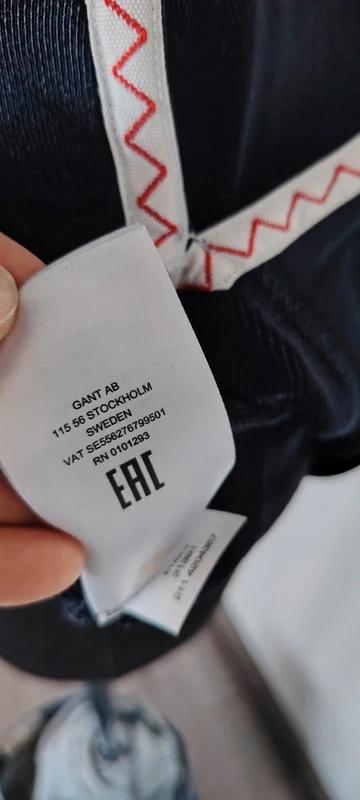 GANT AB
115 56 STOCKHOLM
SWEDEN
VAT SE556276799501
RN 0101293
EAC